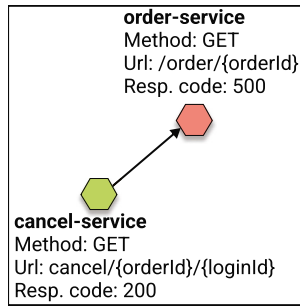 order-service
Method: GET
Url: /order/{orderId}
Resp. code: 500
cancel-service
Method: GET
Url: cancel/{orderId}/{loginId}
Resp. code: 200